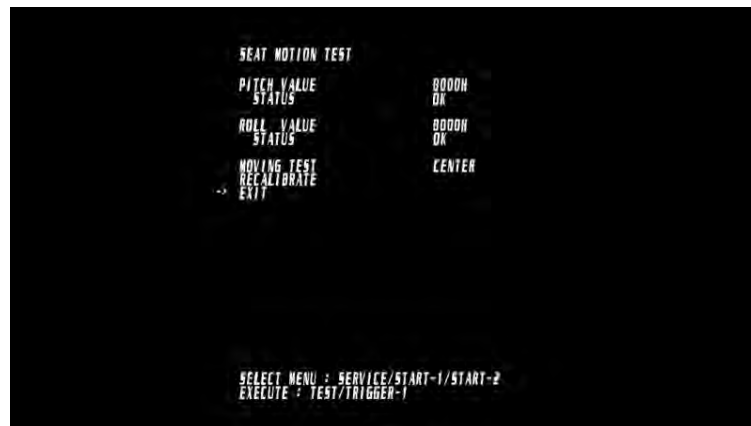 SEAT MOTION TEST
PITCH VALUE 8000H
STATUS OK
ROLL VALUE 8000H
STATUS OK
MOVING TEST CENTER
RECALIBRATE
-> EXIT
SELECT MENU : SERVICE/START-1/START-2
EXECUTE : TEST/TRIGGER-1